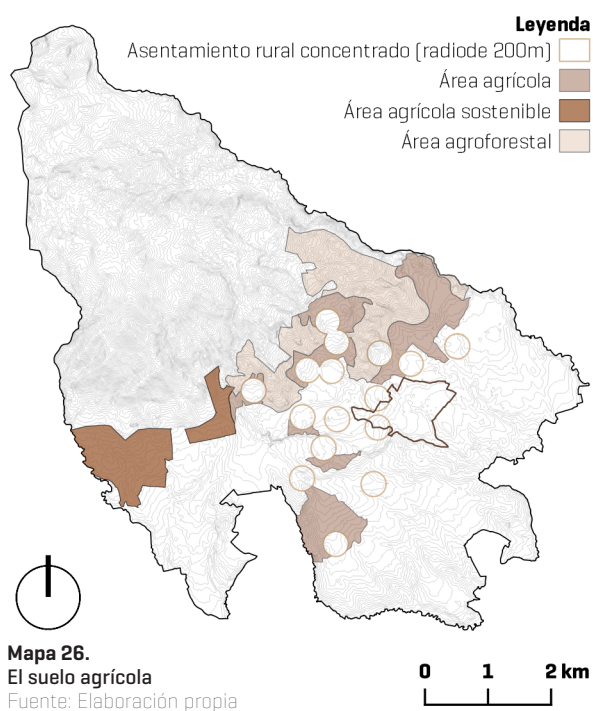 Leyenda
Asentamiento rural concentrado (radiode 200m)
Área agrícola
Área agrícola sostenible
Área agroforestal
Mapa 26.
El suelo agrícola
Fuente: Elaboración propia
0 1 2 km